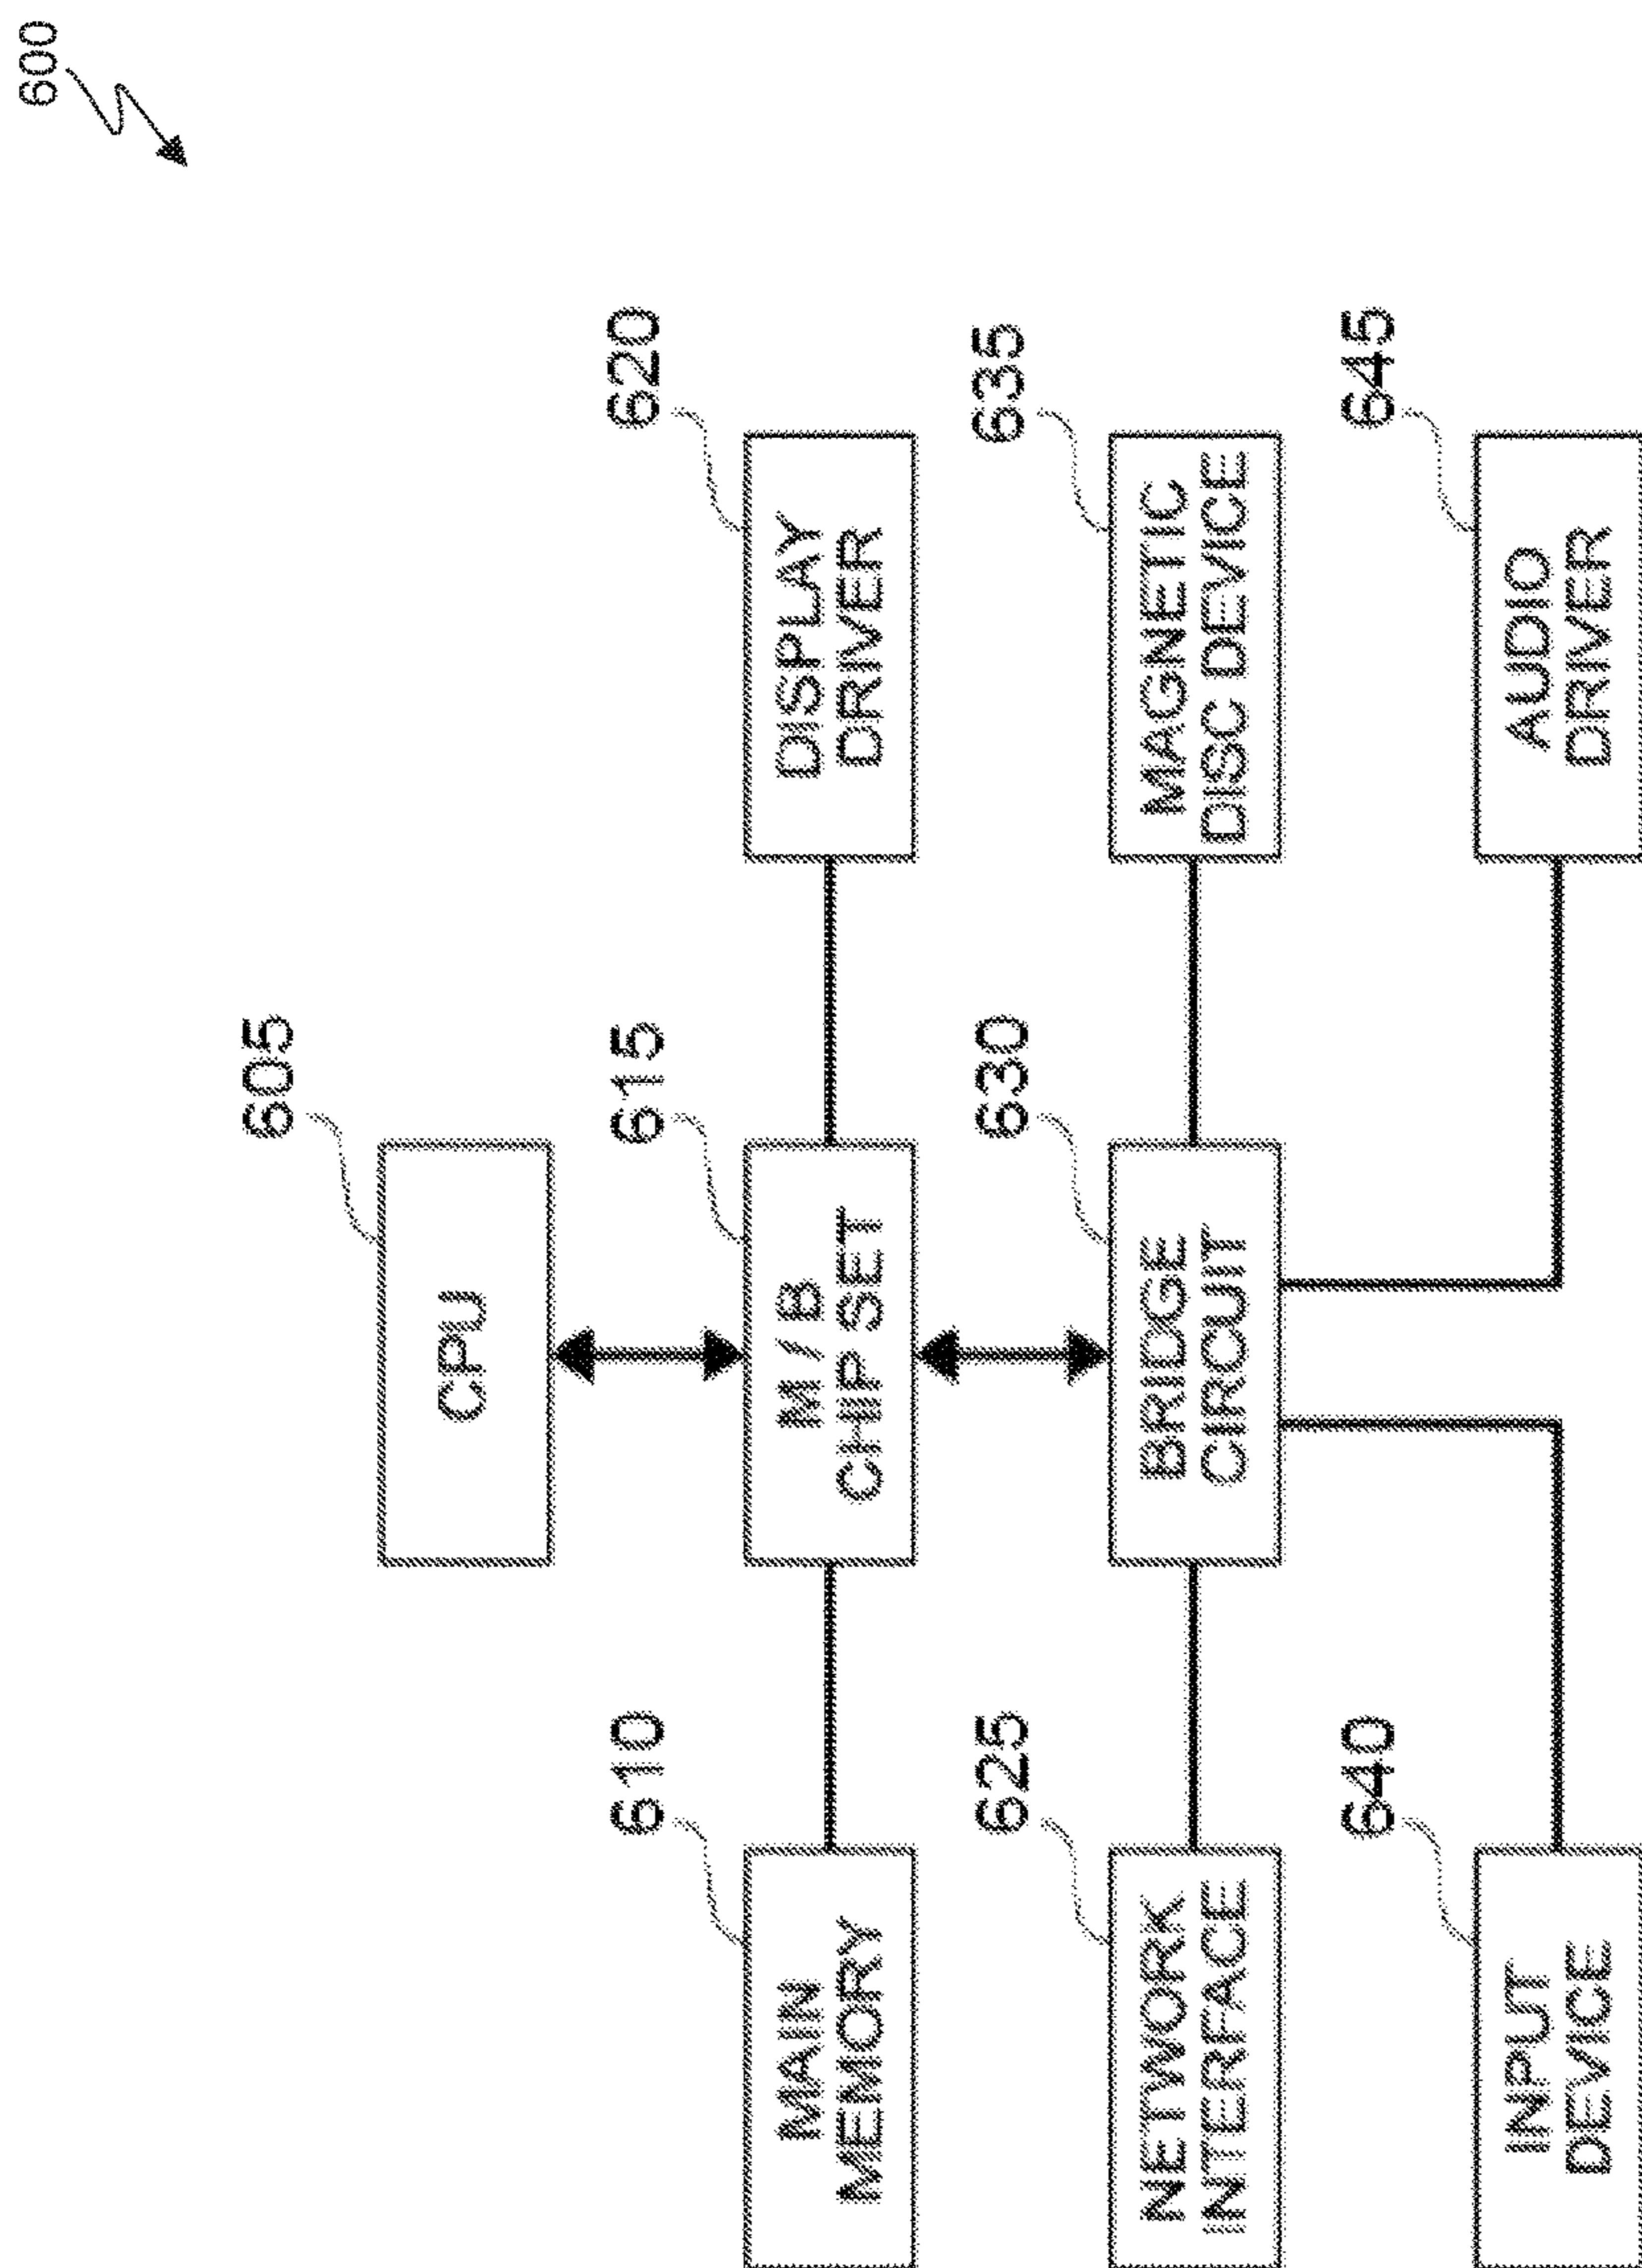 600
605
CPU
610
615
620
MAIN
MEMORY
M / B
CHIP SET
DISPLAY
DRIVER
625
630
635
NETWORK
INTERFACE
BRIDGE
CIRCUIT
MAGNETIC
DISC DEVICE
640
645
INPUT
DEVICE
AUDIO
DRIVER